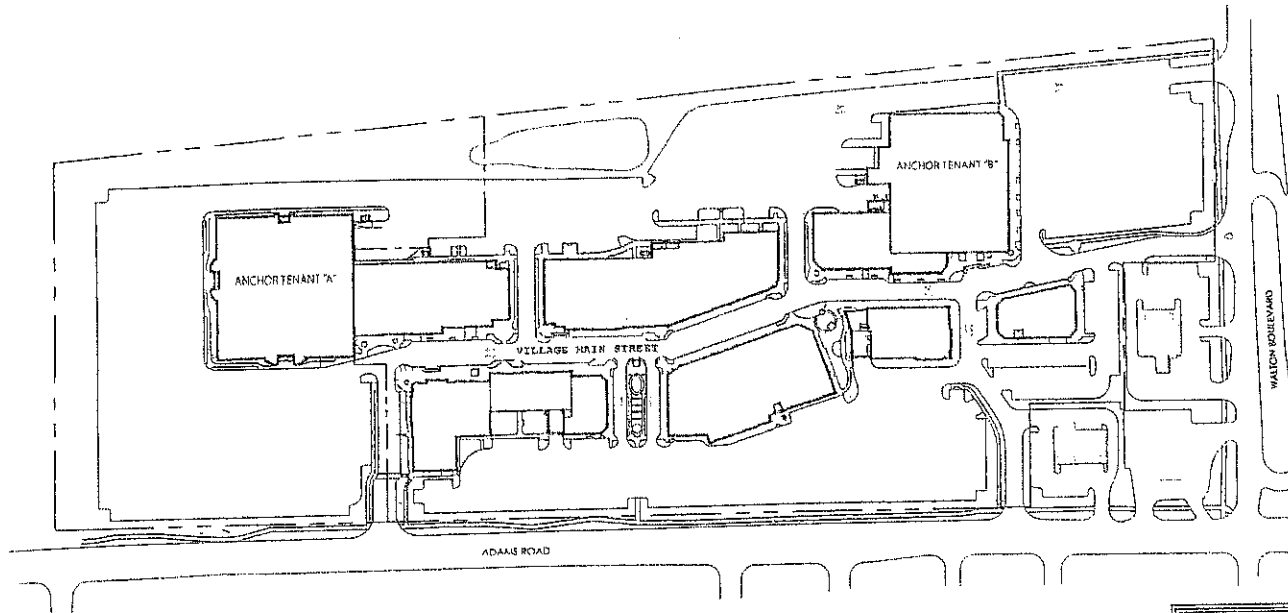 ANCHOR TENANT "B"
ANCHOR TENANT "A"
VILLAGE MAIN STREET
WALTON BOULEVARD
ADAMS ROAD